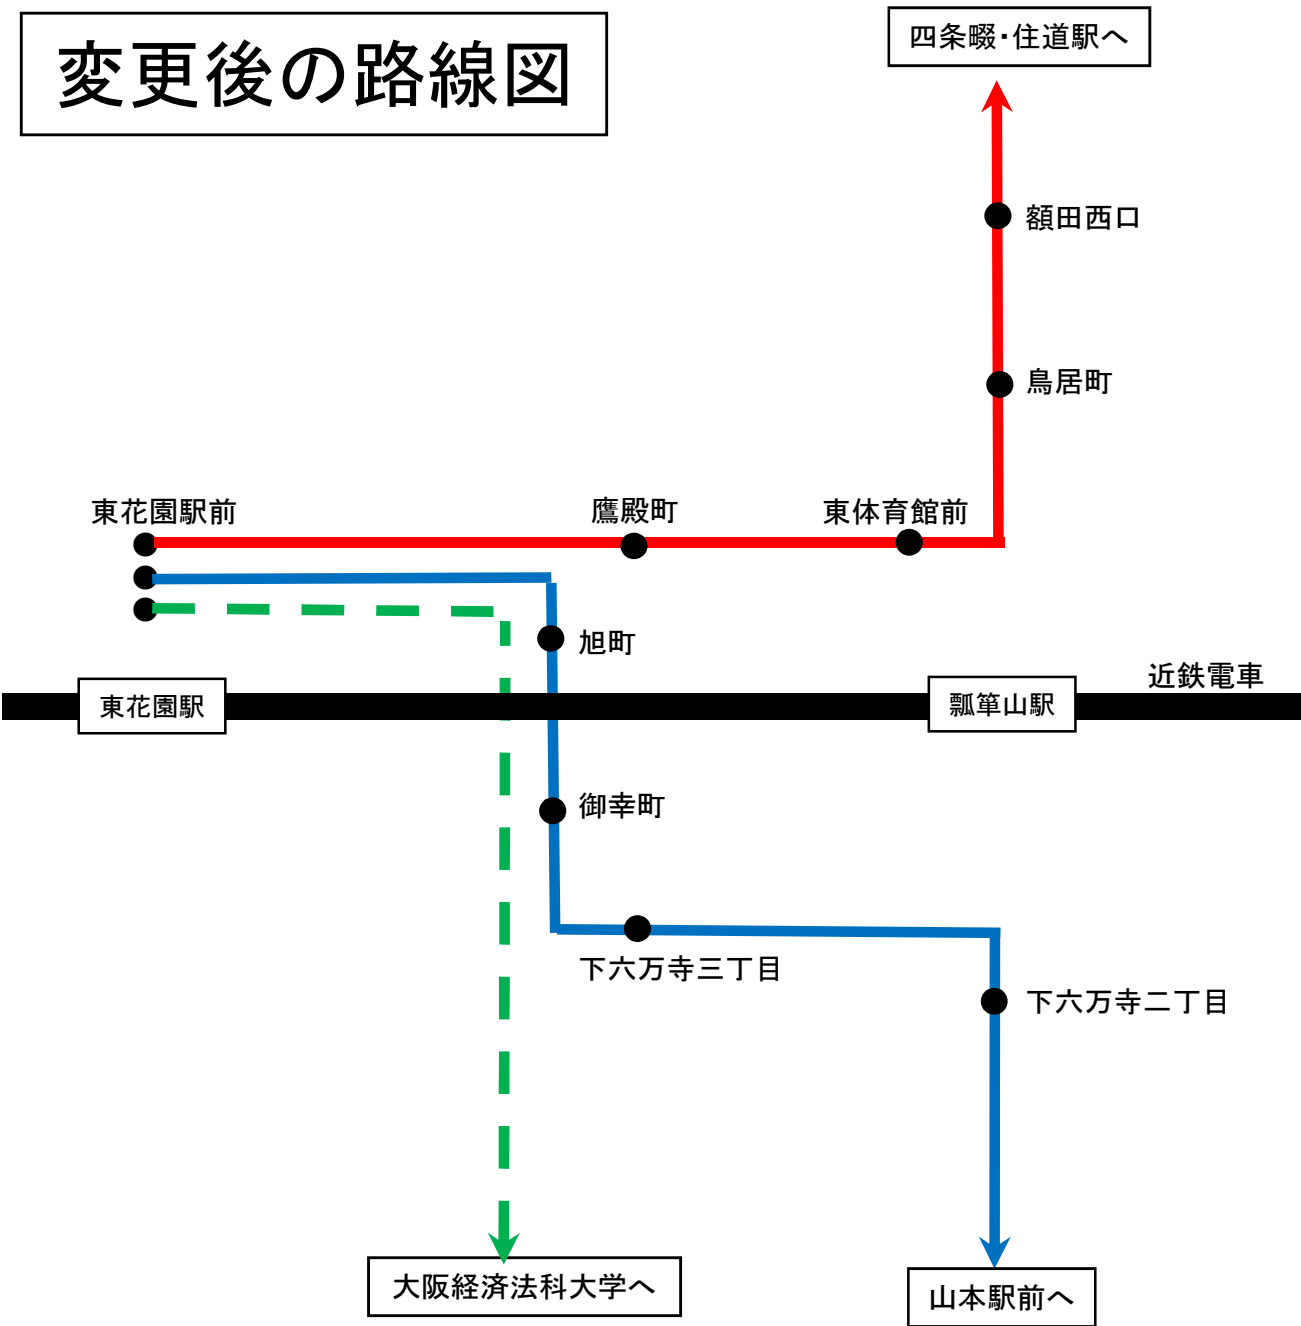 変更後の路線図
四条畷・住道駅へ
額田西口
鳥居町
東花園駅前
鷹殿町
東体育館前
旭町
近鉄電車
東花園駅
瓢箪山駅
御幸町
下六万寺三丁目
下六万寺二丁目
大阪経済法科大学へ
山本駅前へ